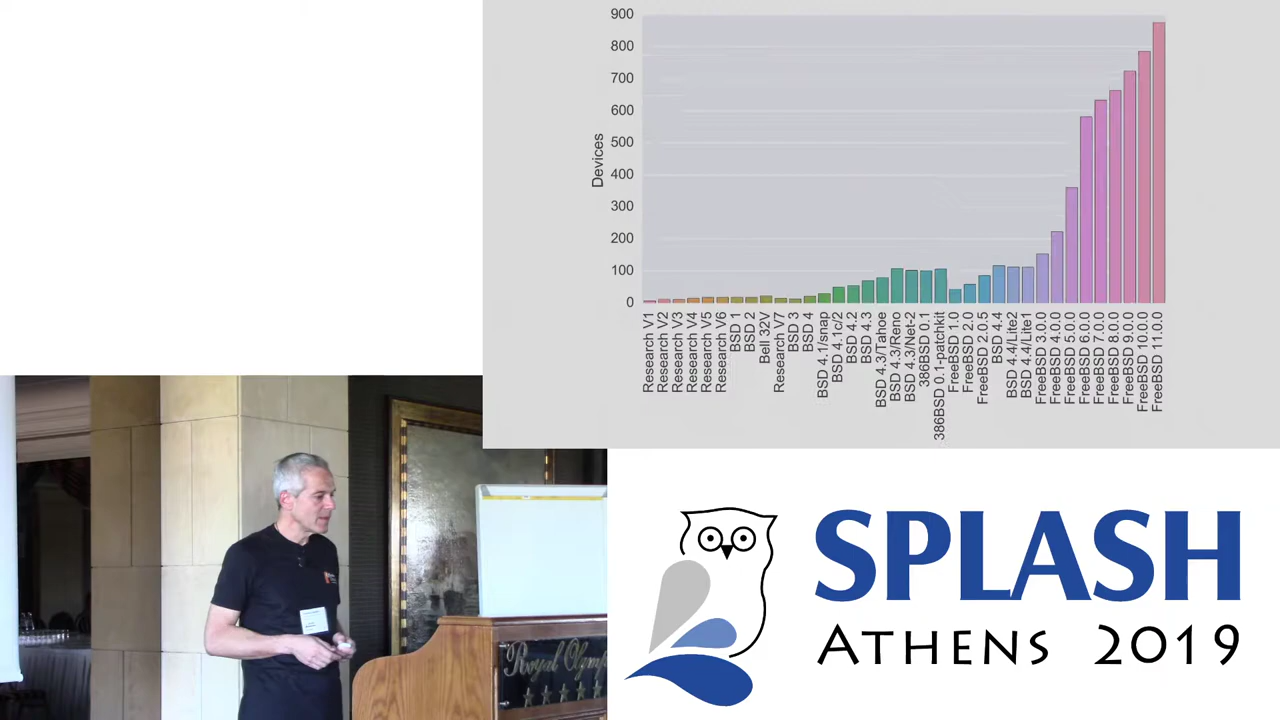 900
800
700
600
500
400
300
200
100
0
Devices
Research V1
Research V2
Research V3
Research V4
Research V5
Research V6
BSD 1
BSD 2
Bell 32V
Research V7
BSD 3
BSD 4
BSD 4.1/snap
BSD 4.1c/2
BSD 4.2
BSD 4.3
BSD 4.3/Tahoe
BSD 4.3/Reno
BSD 4.3/Net-2
386BSD 0.1
386BSD 0.1-patchkit
FreeBSD 1.0
FreeBSD 2.0
FreeBSD 2.0.5
BSD 4.4
BSD 4.4/Lite2
BSD 4.4/Lite1
FreeBSD 3.0.0
FreeBSD 4.0.0
FreeBSD 5.0.0
FreeBSD 6.0.0
FreeBSD 7.0.0
FreeBSD 8.0.0
FreeBSD 9.0.0
FreeBSD 10.0.0
FreeBSD 11.0.0
SPLASH
ATHENS 2019
Royal